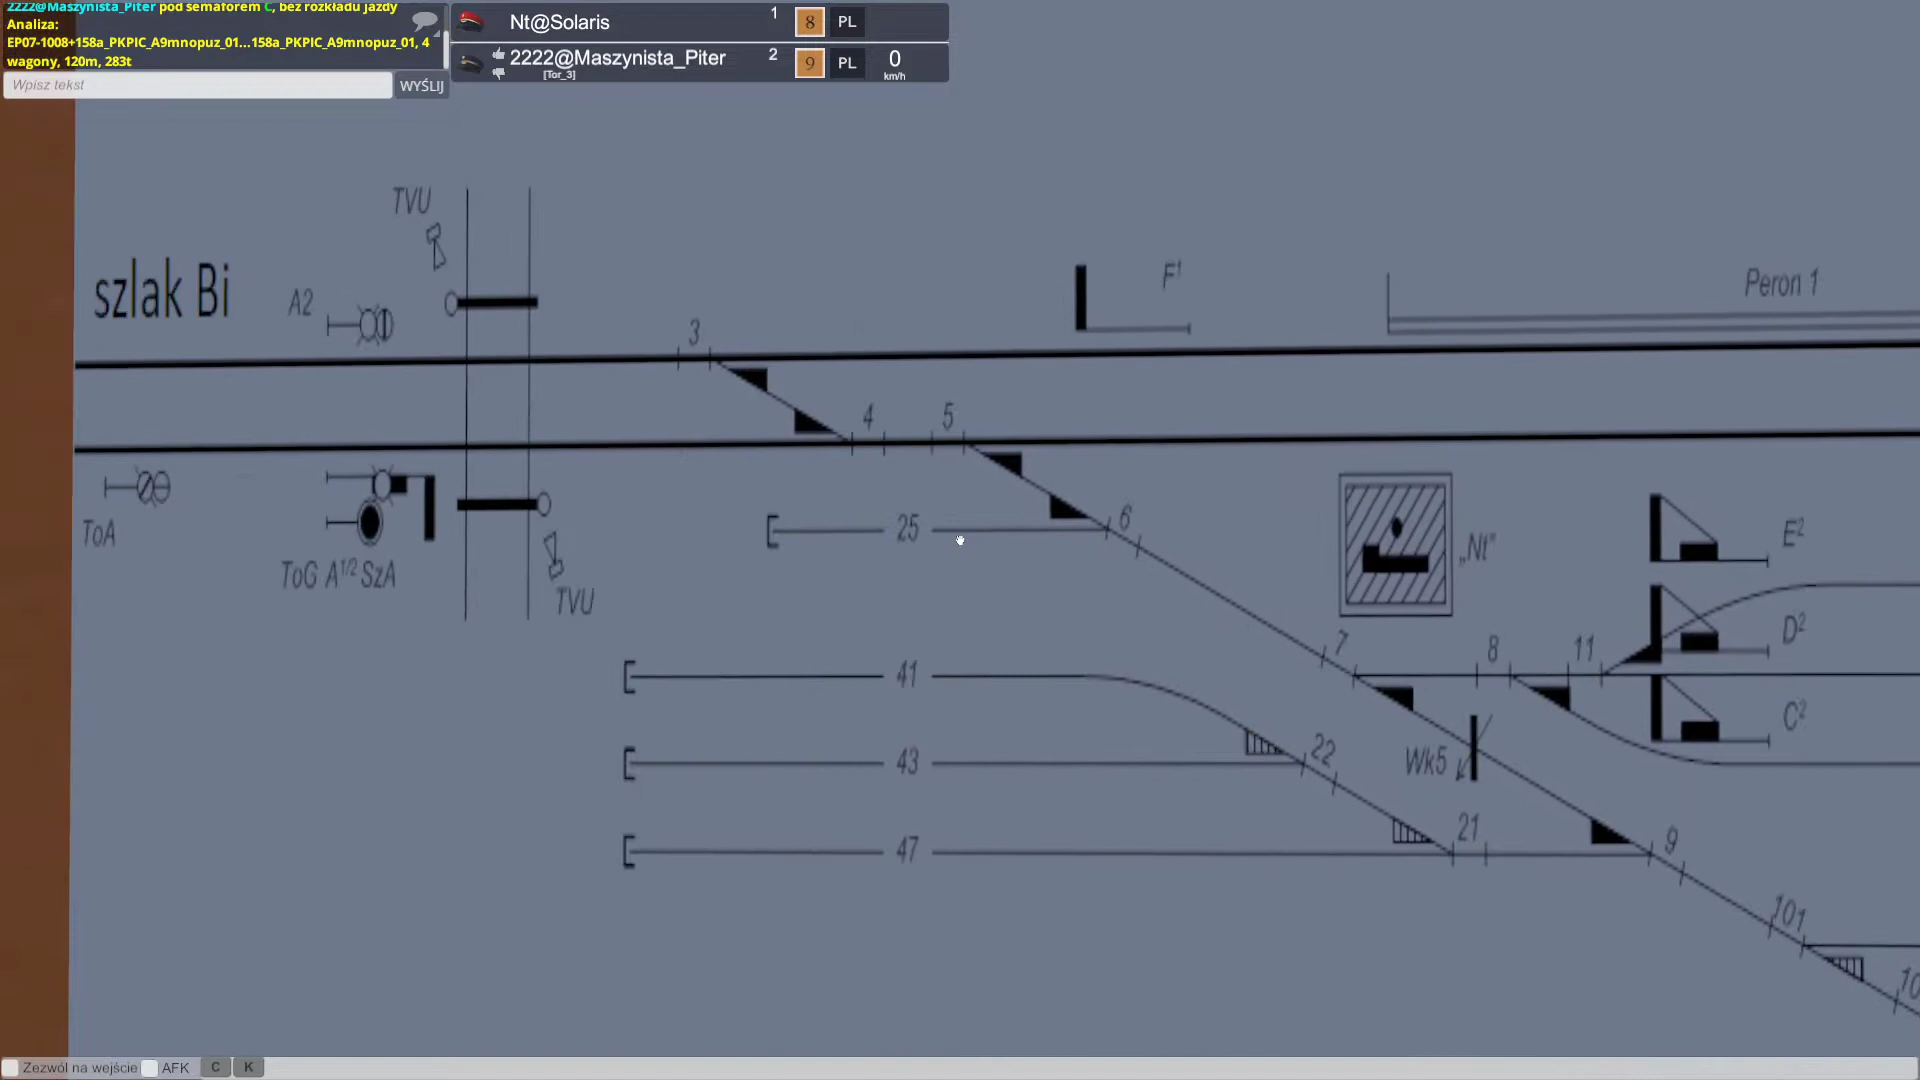 2222@Maszynista_Piter pod semaforem C, bez rozkładu jazdy
Analiza:
EP07-1008+158a_PKPIC_A9mnopuz_01...158a_PKPIC_A9mnopuz_01, 4
wagony, 120m, 283t
Wpisz tekst
WYŚLIJ
Nt@Solaris 1 8 PL
2222@Maszynista_Piter 2 9 PL 0
[Tor_3] km/h
TVU
szlak Bi
A2
F1
Peron 1
3
4
5
ToA
ToG A1/2 SzA
TVU
25
6
„Nt"
E2
7
8
11
D2
41
22
Wk5
C2
43
21
9
47
101
10
Zezwól na wejście AFK C K